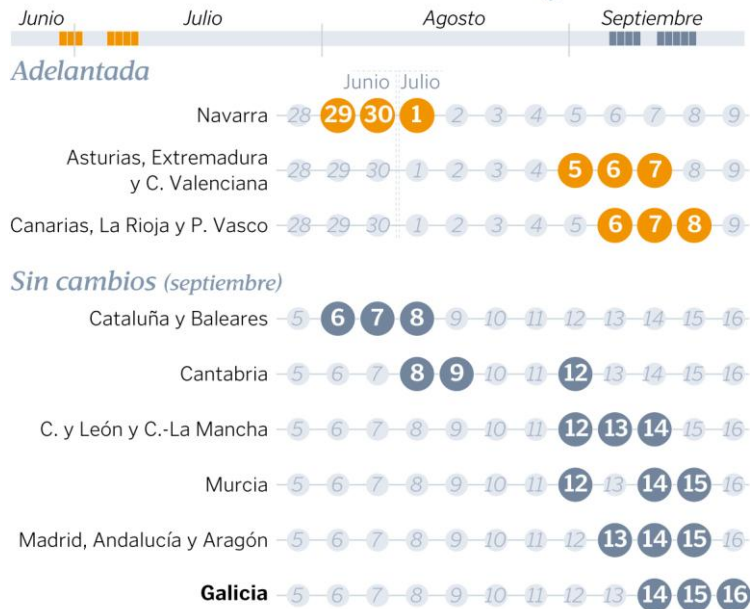 Junio Julio Agosto Septiembre
Adelantada
Junio Julio
Navarra 28 29 30 1 2 3 4 5 6 7 8 9
Asturias, Extremadura
y C. Valenciana 28 29 30 1 2 3 4 5 6 7 8 9
Canarias, La Rioja y P. Vasco 28 29 30 1 2 3 4 5 6 7 8 9
Sin cambios (septiembre)
Cataluña y Baleares 5 6 7 8 9 10 11 12 13 14 15 16
Cantabria 5 6 7 8 9 10 11 12 13 14 15 16
C. y León y C.-La Mancha 5 6 7 8 9 10 11 12 13 14 15 16
Murcia 5 6 7 8 9 10 11 12 13 14 15 16
Madrid, Andalucía y Aragón 5 6 7 8 9 10 11 12 13 14 15 16
Galicia 5 6 7 8 9 10 11 12 13 14 15 16